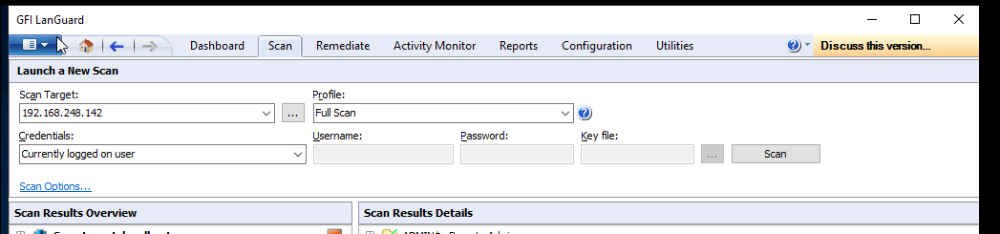 GFI LanGuard
Dashboard Scan Remediate Activity Monitor Reports Configuration Utilities Discuss this version...
Launch a New Scan
Scan Target: Profile:
192.168.248.142 ... Full Scan
Credentials: Username: Password: Key file:
Currently logged on user ... Scan
Scan Options...
Scan Results Overview Scan Results Details